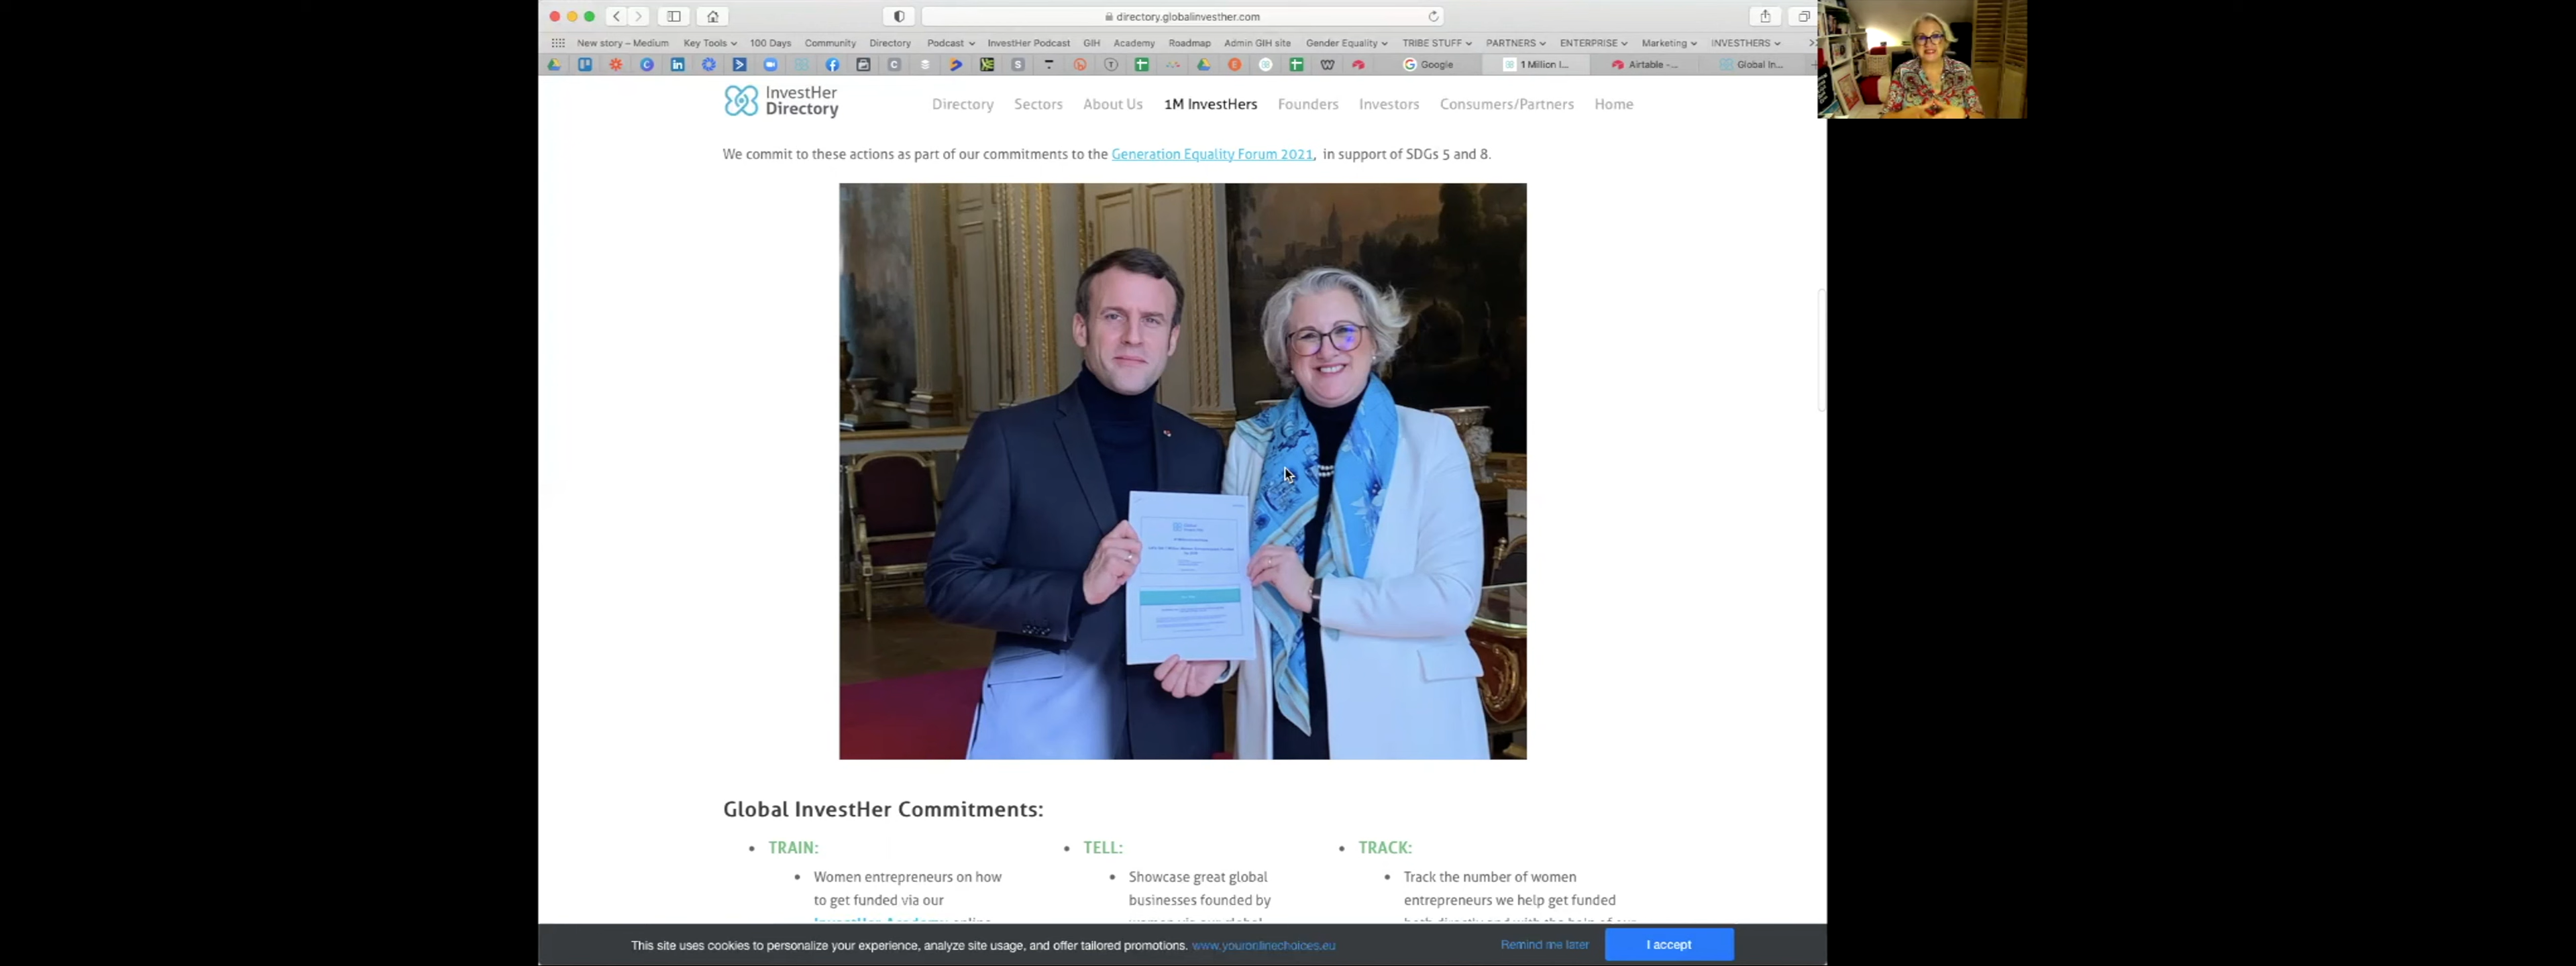 directory.globalinvesther.com
New story – Medium Key Tools 100 Days Community Directory Podcast InvestHer Podcast GIH Academy Roadmap Admin GIH site Gender Equality TRIBE STUFF PARTNERS ENTERPRISE Marketing INVESTHERS
Google 1 Million I... Airtable -... Global In...
InvestHer
Directory
Directory Sectors About Us 1M InvestHers Founders Investors Consumers/Partners Home
We commit to these actions as part of our commitments to the Generation Equality Forum 2021, in support of SDGs 5 and 8.
Global InvestHer Commitments:
• TRAIN:
• Women entrepreneurs on how
to get funded via our
• TELL:
• Showcase great global
businesses founded by
• TRACK:
• Track the number of women
entrepreneurs we help get funded
This site uses cookies to personalize your experience, analyze site usage, and offer tailored promotions. www.youronlinechoices.eu
Remind me later
I accept